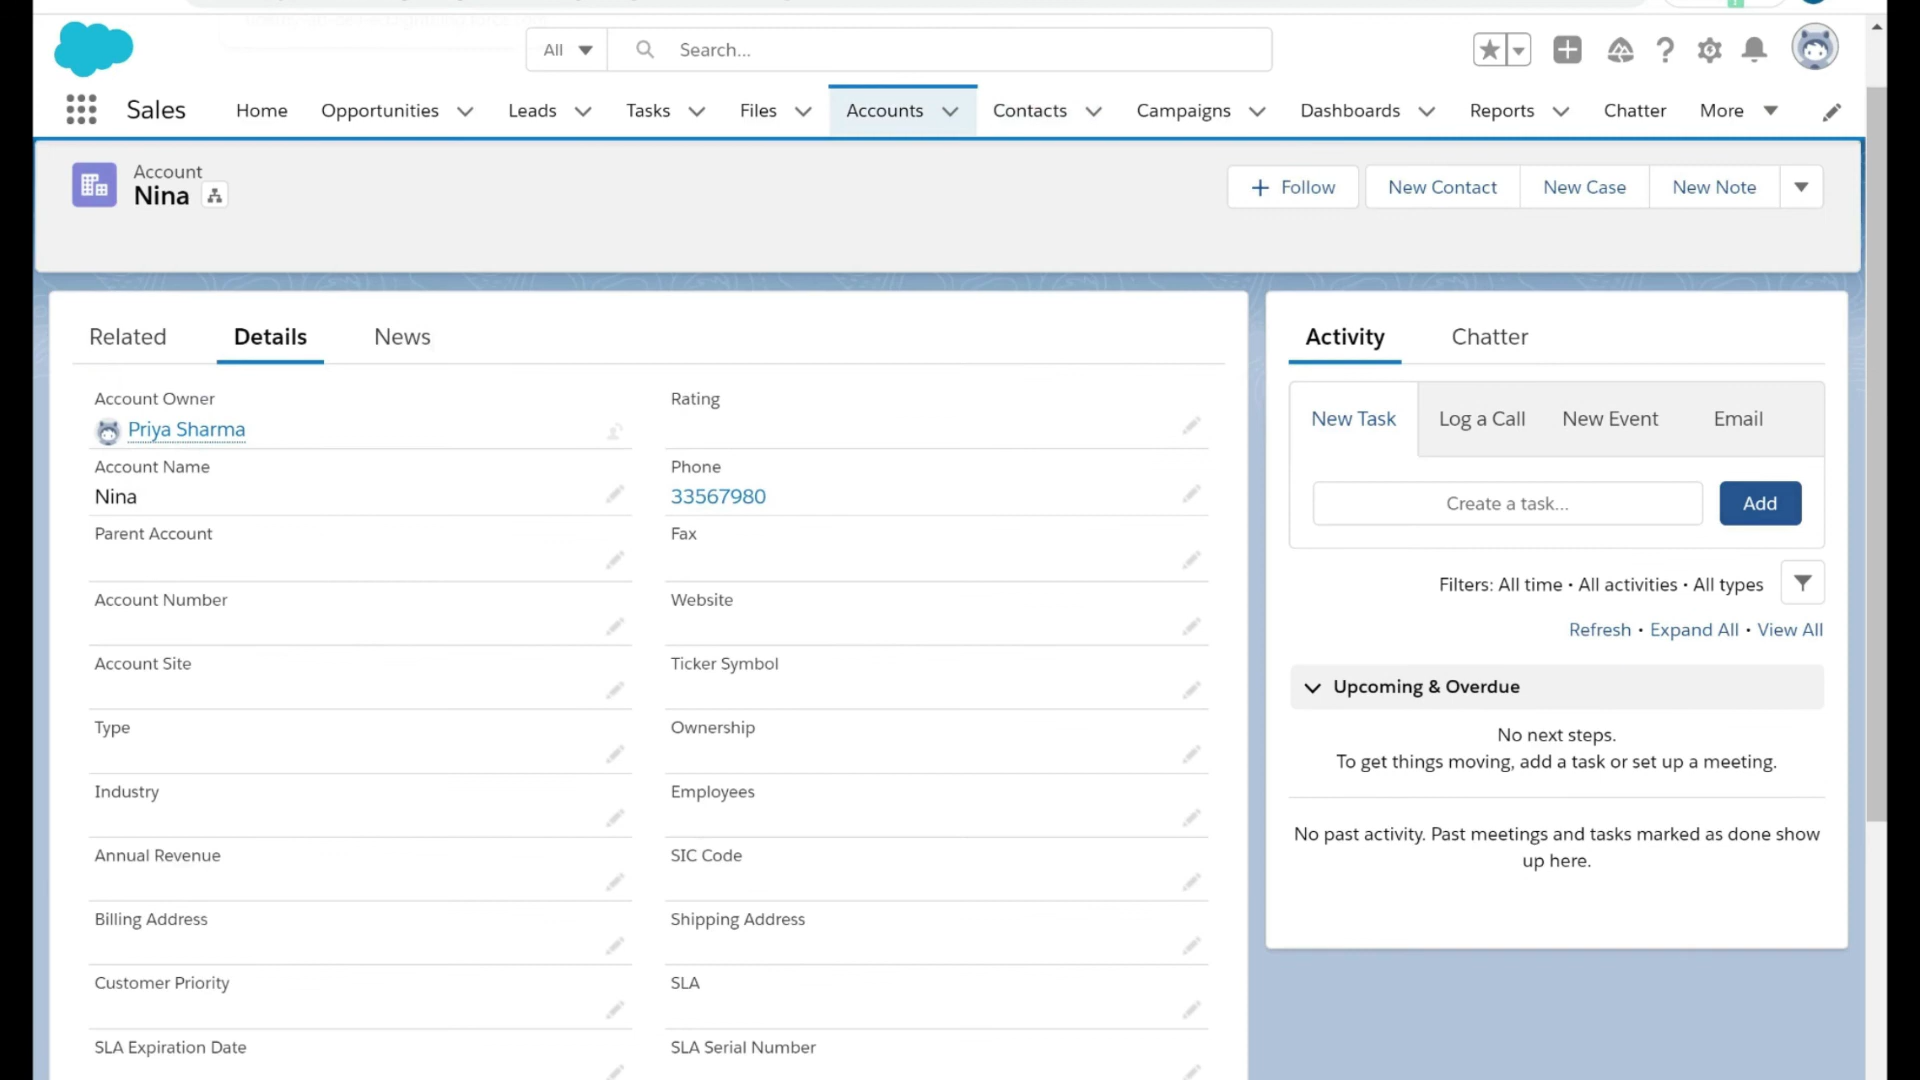 All
Search...
Sales
Home
Opportunities
Leads
Tasks
Files
Accounts
Contacts
Campaigns
Dashboards
Reports
Chatter
More
Account
Nina
Follow
New Contact
New Case
New Note
Related
Details
News
Account Owner
Priya Sharma
Rating
Account Name
Nina
Phone
33567980
Parent Account
Fax
Account Number
Website
Account Site
Ticker Symbol
Type
Ownership
Industry
Employees
Annual Revenue
SIC Code
Billing Address
Shipping Address
Customer Priority
SLA
SLA Expiration Date
SLA Serial Number
Activity
Chatter
New Task
Log a Call
New Event
Email
Create a task...
Add
Filters: All time • All activities • All types
Refresh • Expand All • View All
Upcoming & Overdue
No next steps.
To get things moving, add a task or set up a meeting.
No past activity. Past meetings and tasks marked as done show
up here.